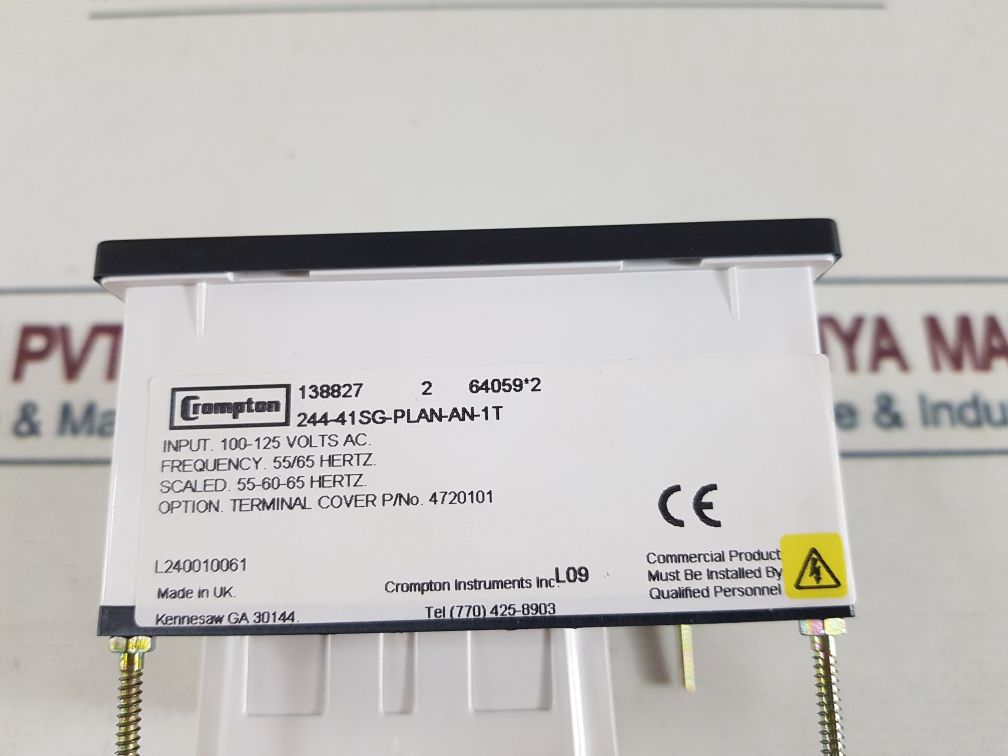 PVT
YA MA
& Ma
e & Indu
Crompton
138827 2 64059*2
244-41SG-PLAN-AN-1T
INPUT. 100-125 VOLTS AC.
FREQUENCY. 55/65 HERTZ.
SCALED. 55-60-65 HERTZ.
OPTION. TERMINAL COVER P/No. 4720101
CE
L240010061
Made in UK.
Kennesaw GA 30144.
Crompton Instruments Inc. L09
Tel (770) 425-8903
Commercial Product
Must Be Installed By
Qualified Personnel